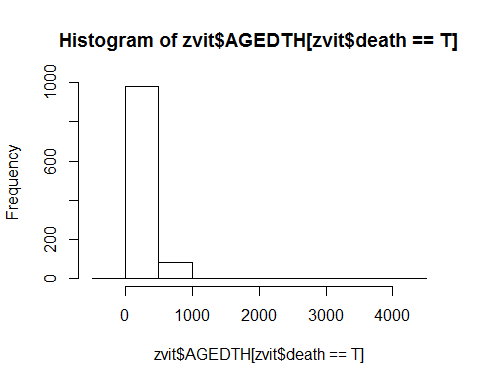 Histogram of zvit$AGEDTH[zvit$death == T]
Frequency
1000
600
200
0
0 1000 2000 3000 4000
zvit$AGEDTH[zvit$death == T]